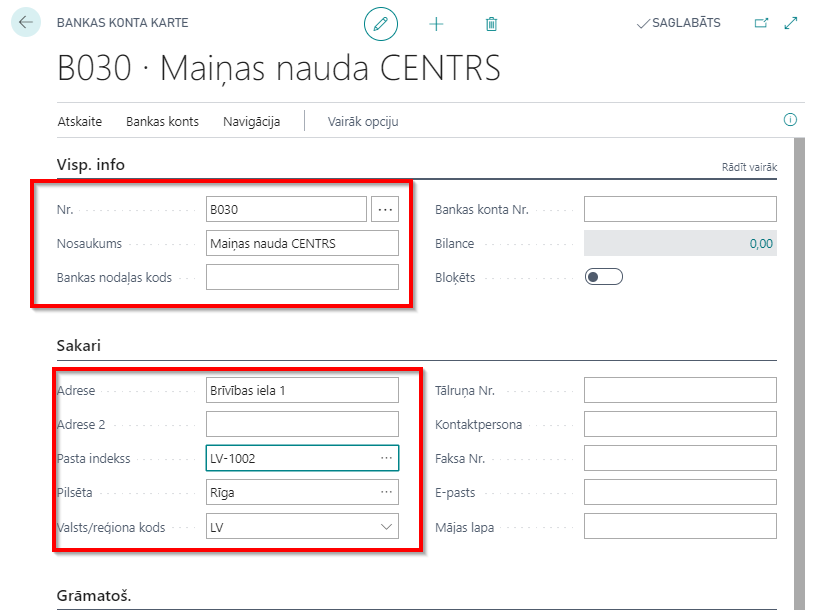 BANKAS KONTA KARTE
SAGLABĀTS
B030 · Maiņas nauda CENTRS
Atskaite Bankas konts Navigācija Vairāk opciju
Visp. info
Rādīt vairāk
Nr. B030
Bankas konta Nr.
Nosaukums Maiņas nauda CENTRS
Bilance 0,00
Bankas nodaļas kods
Bloķēts
Sakari
Adrese Brīvības iela 1
Tālruņa Nr.
Adrese 2
Kontaktpersona
Pasta indekss LV-1002
Faksa Nr.
Pilsēta Rīga
E-pasts
Valsts/reģiona kods LV
Mājas lapa
Grāmatoš.